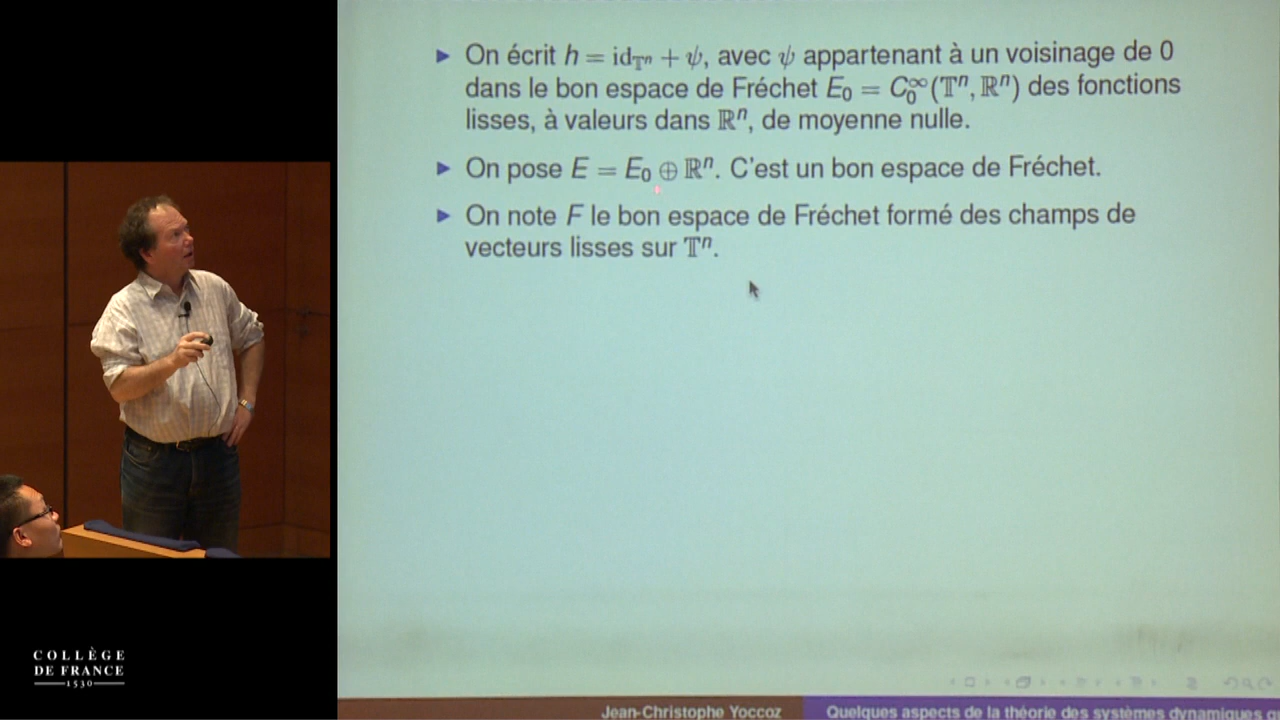 ▶ On écrit h = id_{𝕋ⁿ} + ψ, avec ψ appartenant à un voisinage de 0
dans le bon espace de Fréchet E₀ = C₀^∞(𝕋ⁿ, ℝⁿ) des fonctions
lisses, à valeurs dans ℝⁿ, de moyenne nulle.
▶ On pose E = E₀ ⊕ ℝⁿ. C'est un bon espace de Fréchet.
▶ On note F le bon espace de Fréchet formé des champs de
vecteurs lisses sur 𝕋ⁿ.
COLLÈGE
DE FRANCE
1530
Jean-Christophe Yoccoz
Quelques aspects de la théorie des systèmes dynamiques